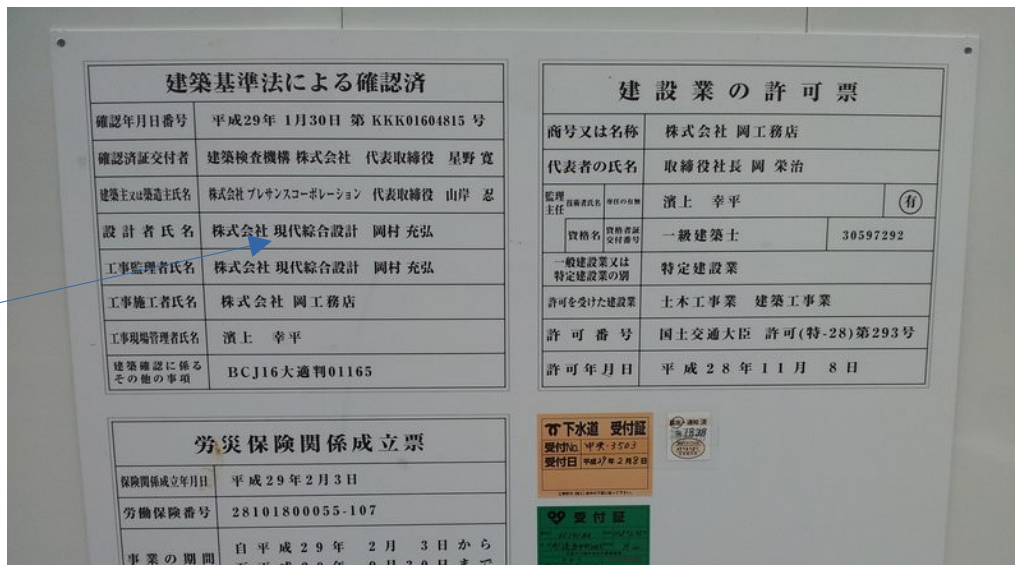 建築基準法による確認済
確認年月日番号 平成29年 1月30日 第 KKK01604815 号
確認済証交付者 建築検査機構 株式会社 代表取締役 星野 寛
建築主又は築造主氏名 株式会社 プレサンスコーポレーション 代表取締役 山岸 忍
設計者氏名 株式会社 現代綜合設計 岡村 充弘
工事監理者氏名 株式会社 現代綜合設計 岡村 充弘
工事施工者氏名 株式会社 岡工務店
工事現場管理者氏名 濱上 幸平
建築確認に係る
その他の事項 BCJ16大適判01165
建設業の許可票
商号又は名称 株式会社 岡工務店
代表者の氏名 取締役社長 岡 栄治
監理
主任 技術者氏名 専任の有無 濱上 幸平 有
資格名 資格者証
交付番号 一級建築士 30597292
一般建設業又は
特定建設業の別 特定建設業
許可を受けた建設業 土木工事業 建築工事業
許可番号 国土交通大臣 許可(特-28)第293号
許可年月日 平成28年11月 8日
労災保険関係成立票
保険関係成立年月日 平成29年2月3日
労働保険番号 28101800055-107
事業の期間 自平成29年 2月 3日から
下水道 受付証
受付No. 中央-3503
受付日 平成29年2月8日
1828
受付証